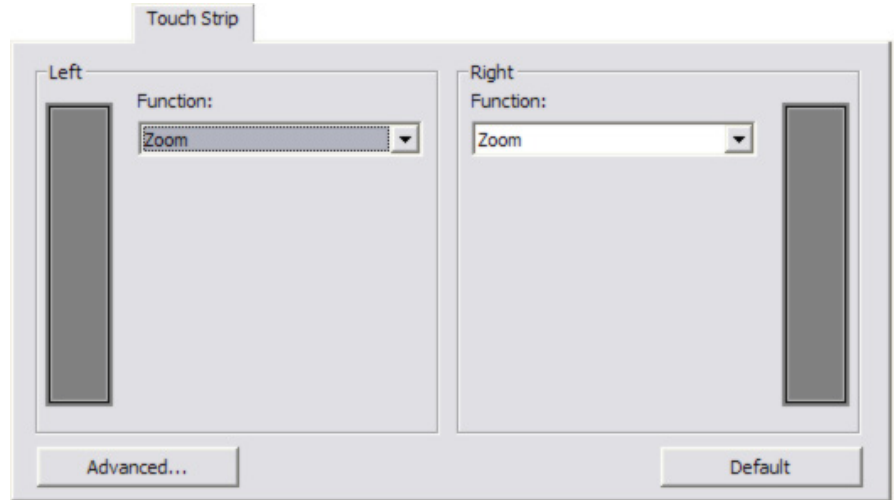 Touch Strip
Left
Function:
Zoom
Right
Function:
Zoom
Advanced...
Default